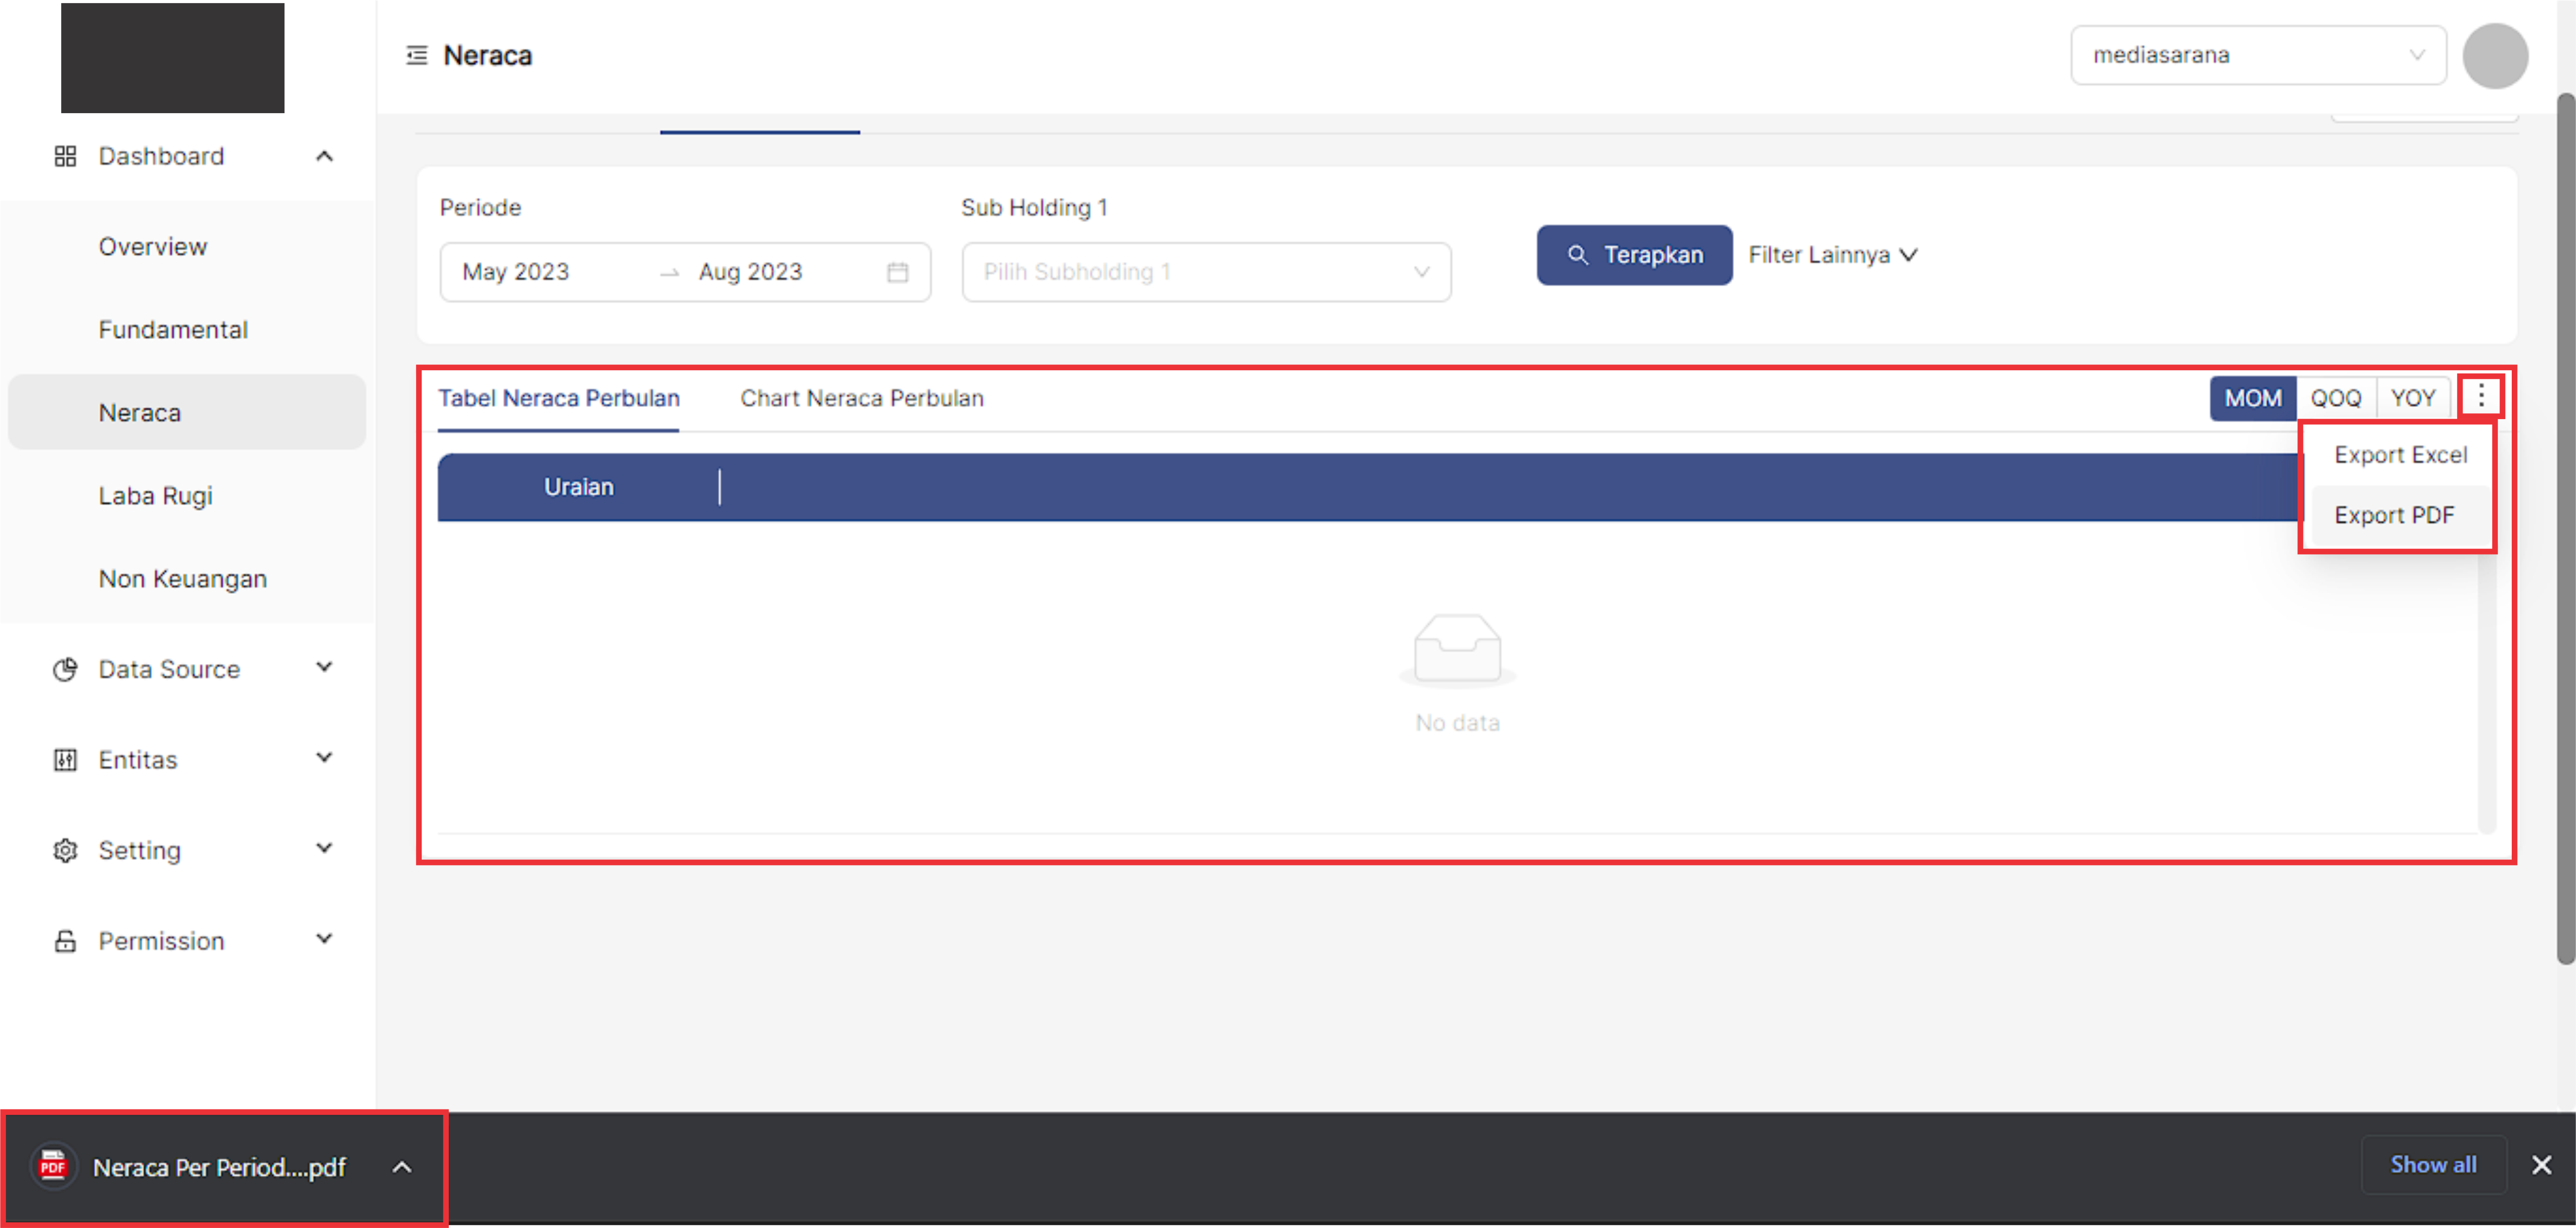 Neraca
mediasarana
Dashboard
Overview
Fundamental
Neraca
Laba Rugi
Non Keuangan
Data Source
Entitas
Setting
Permission
Periode
Sub Holding 1
May 2023 → Aug 2023
Pilih Subholding 1
Terapkan
Filter Lainnya
Tabel Neraca Perbulan
Chart Neraca Perbulan
MOM QOQ YOY
Export Excel
Export PDF
Uraian
No data
PDF
Neraca Per Period....pdf
Show all